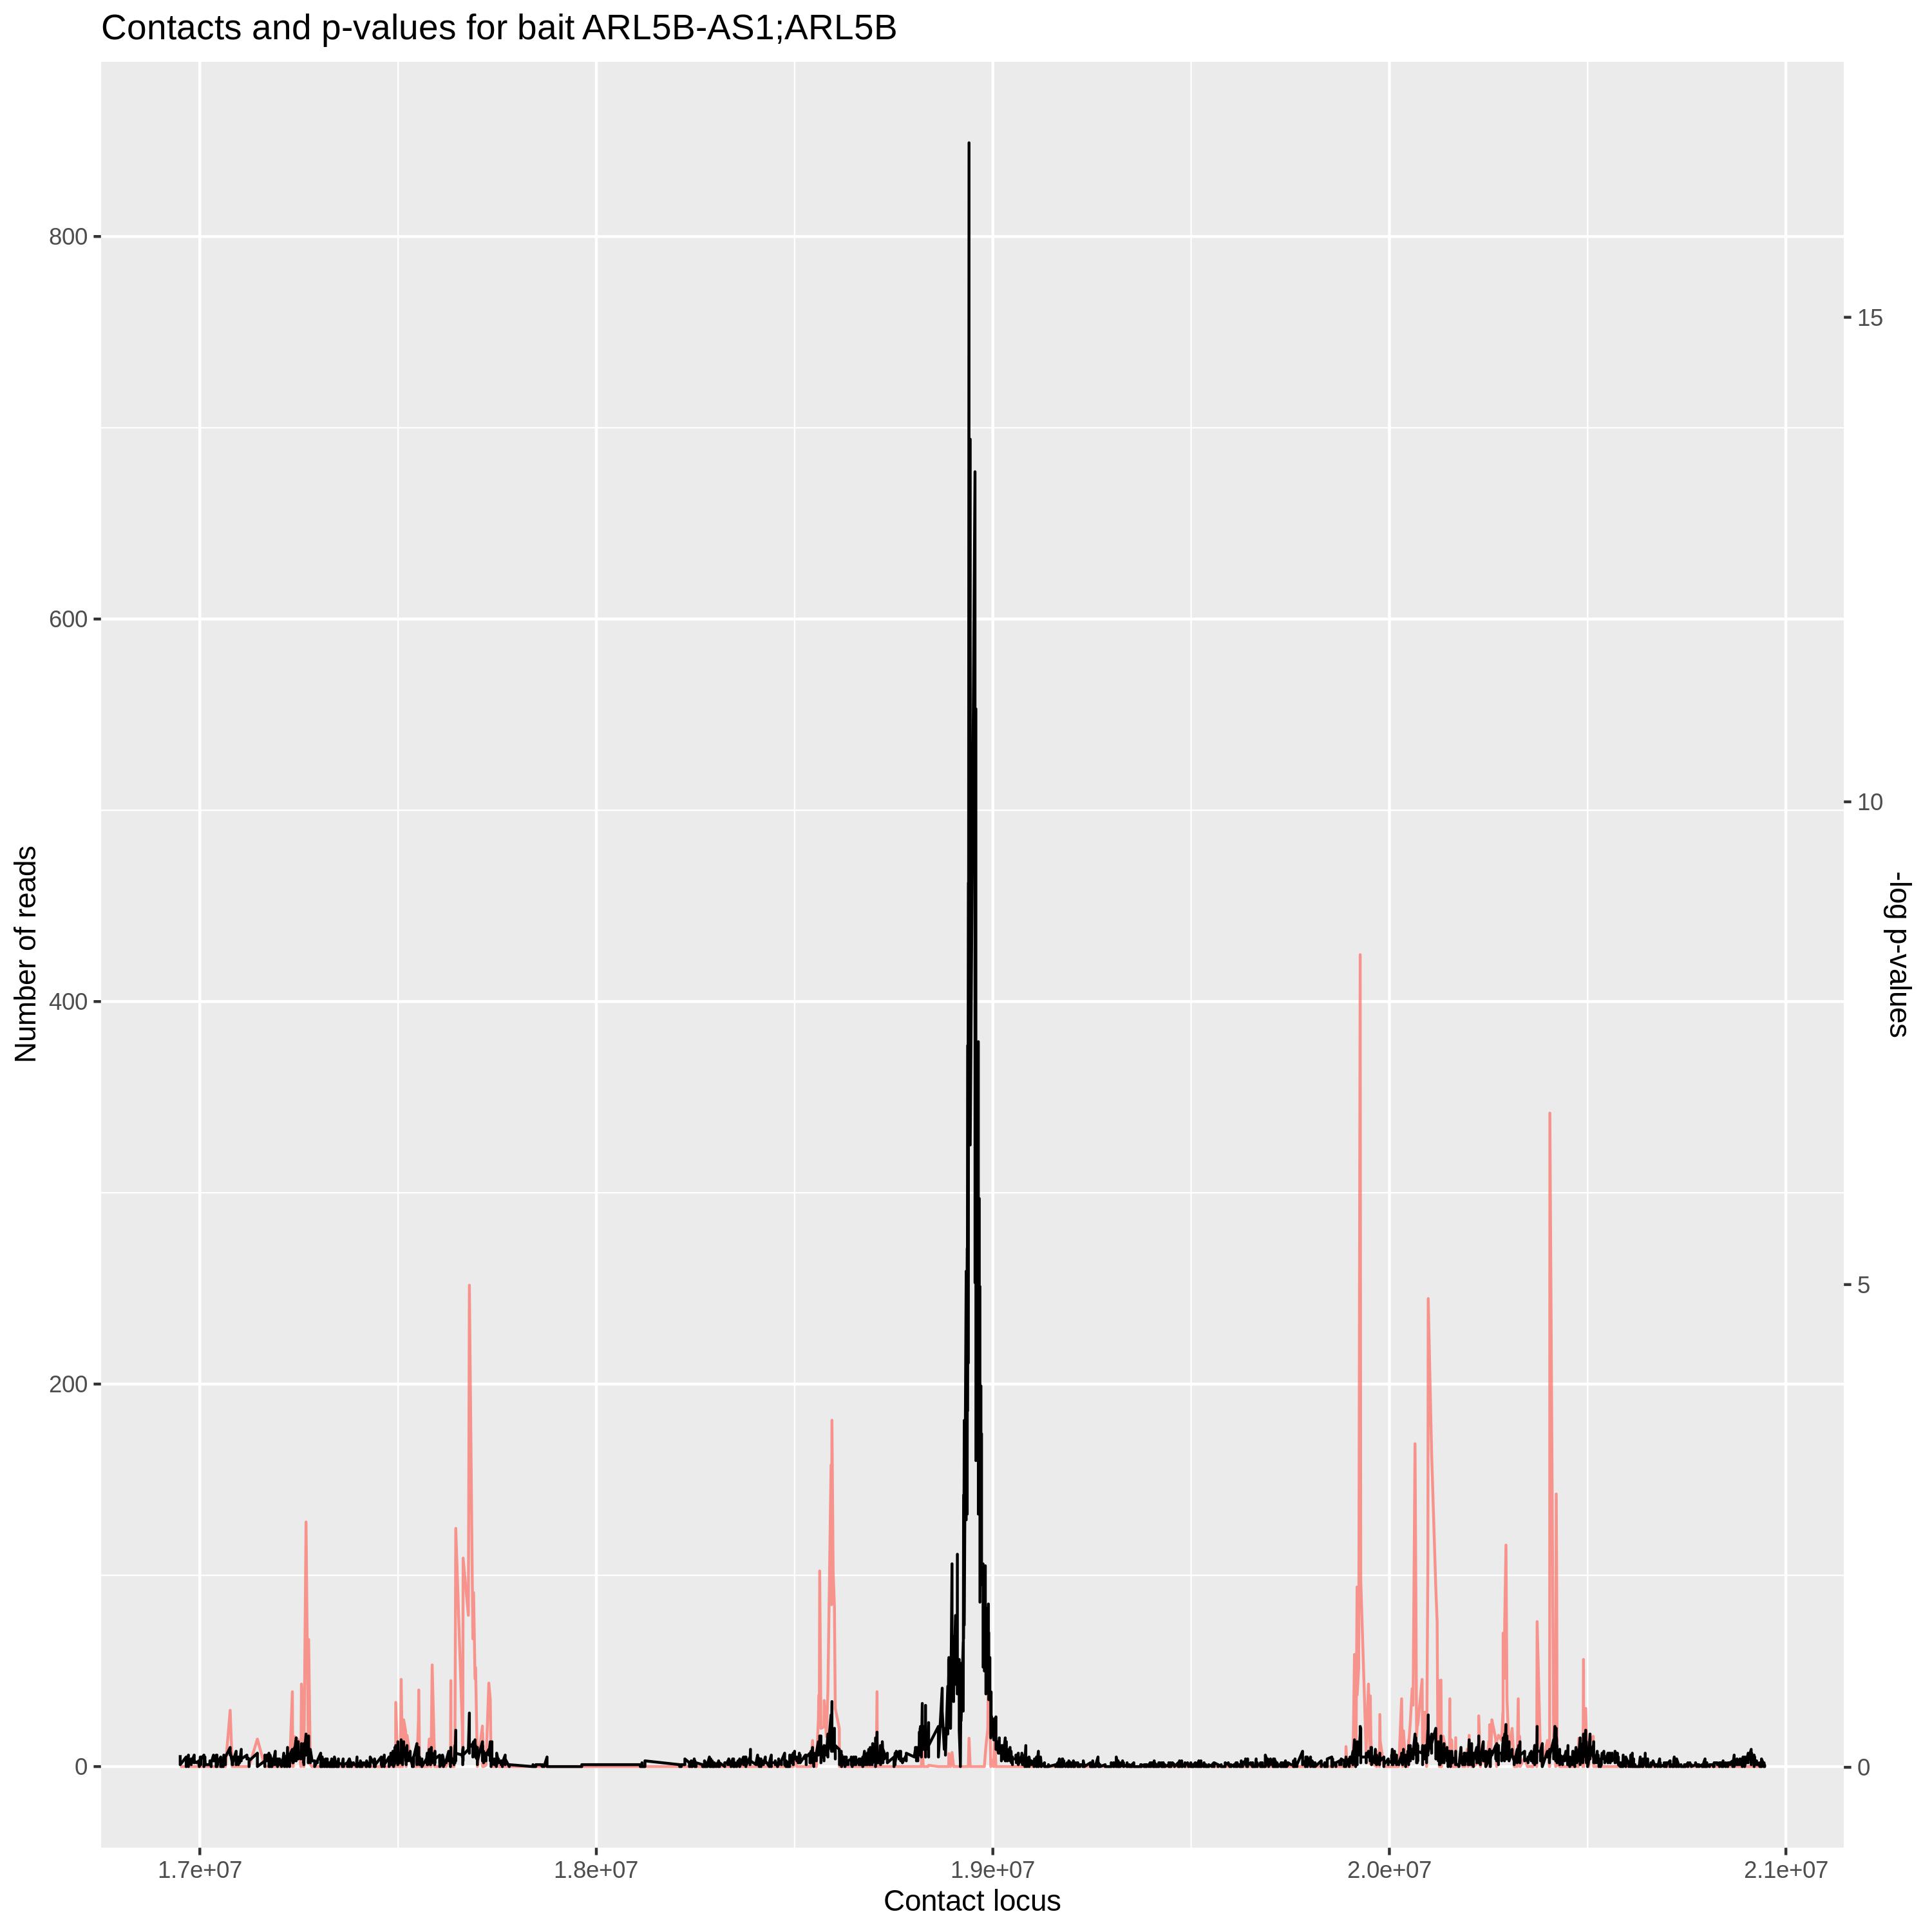 Contacts and p-values for bait ARL5B-AS1;ARL5B
Number of reads
800
600
400
200
0
-log p-values
15
10
5
0
1.7e+07
1.8e+07
1.9e+07
2.0e+07
2.1e+07
Contact locus